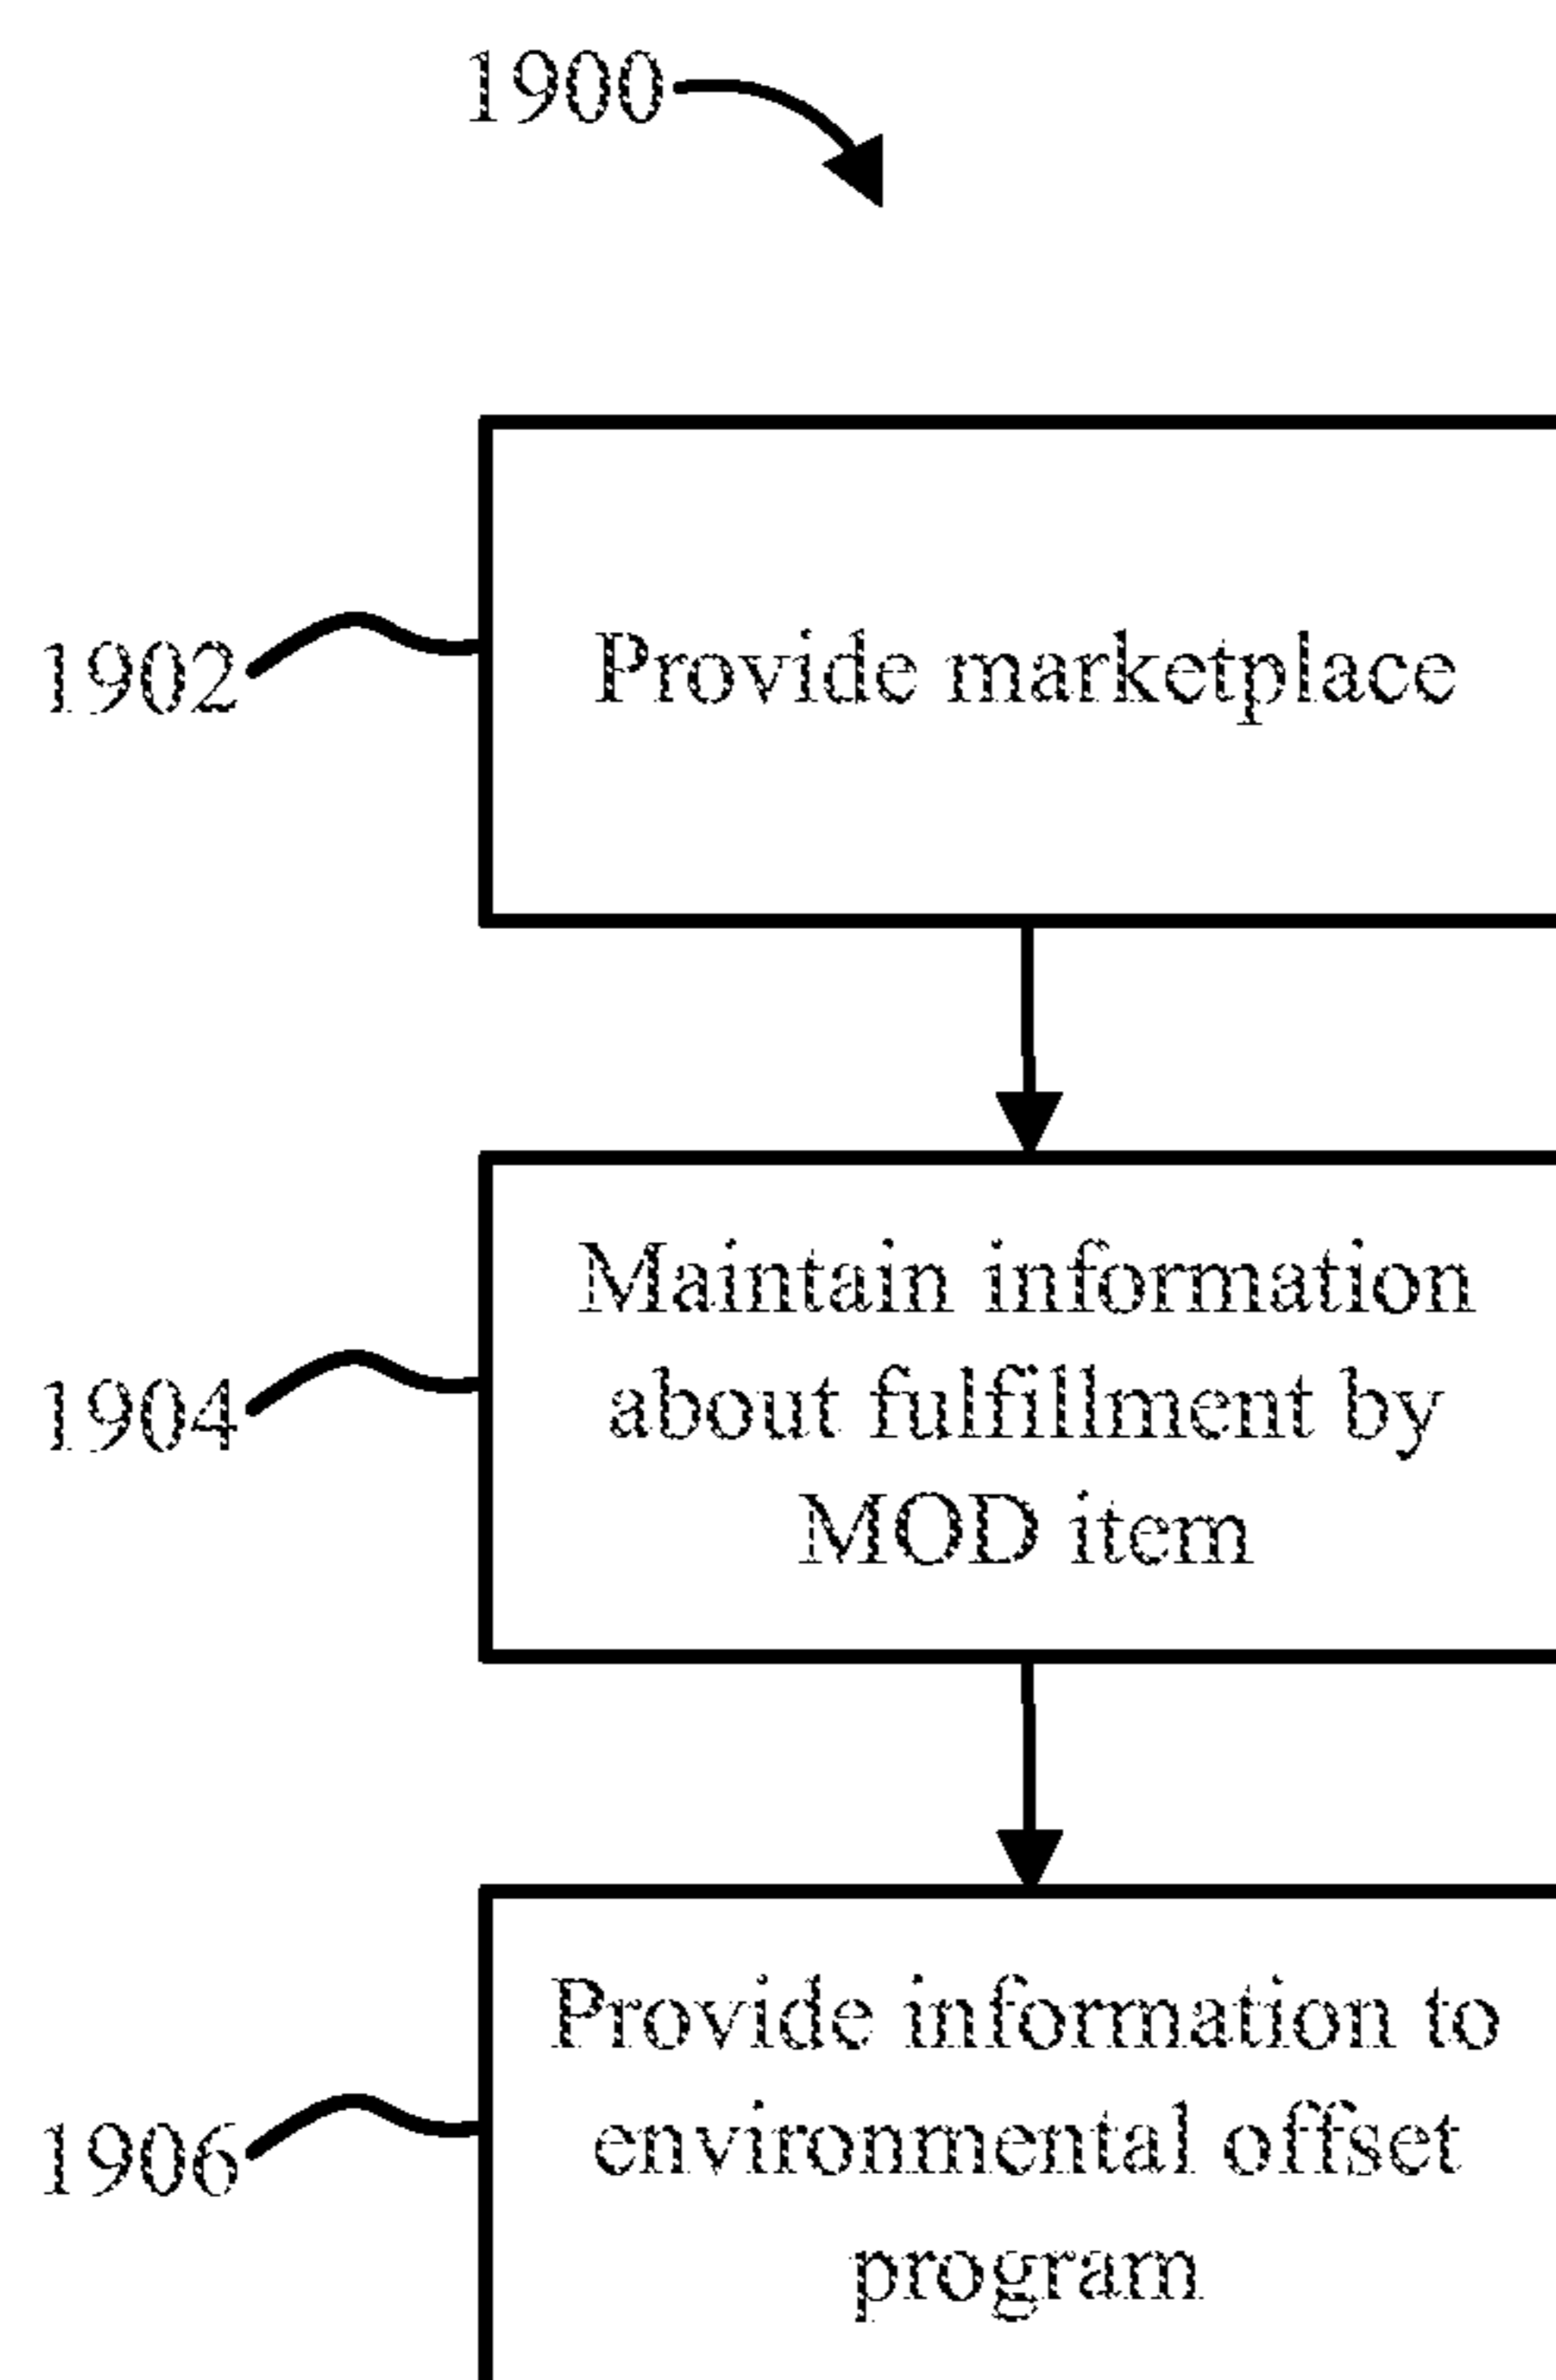 1900
1902
Provide marketplace
1904
Maintain information
about fulfillment by
MOD item
1906
Provide information to
environmental offset
program